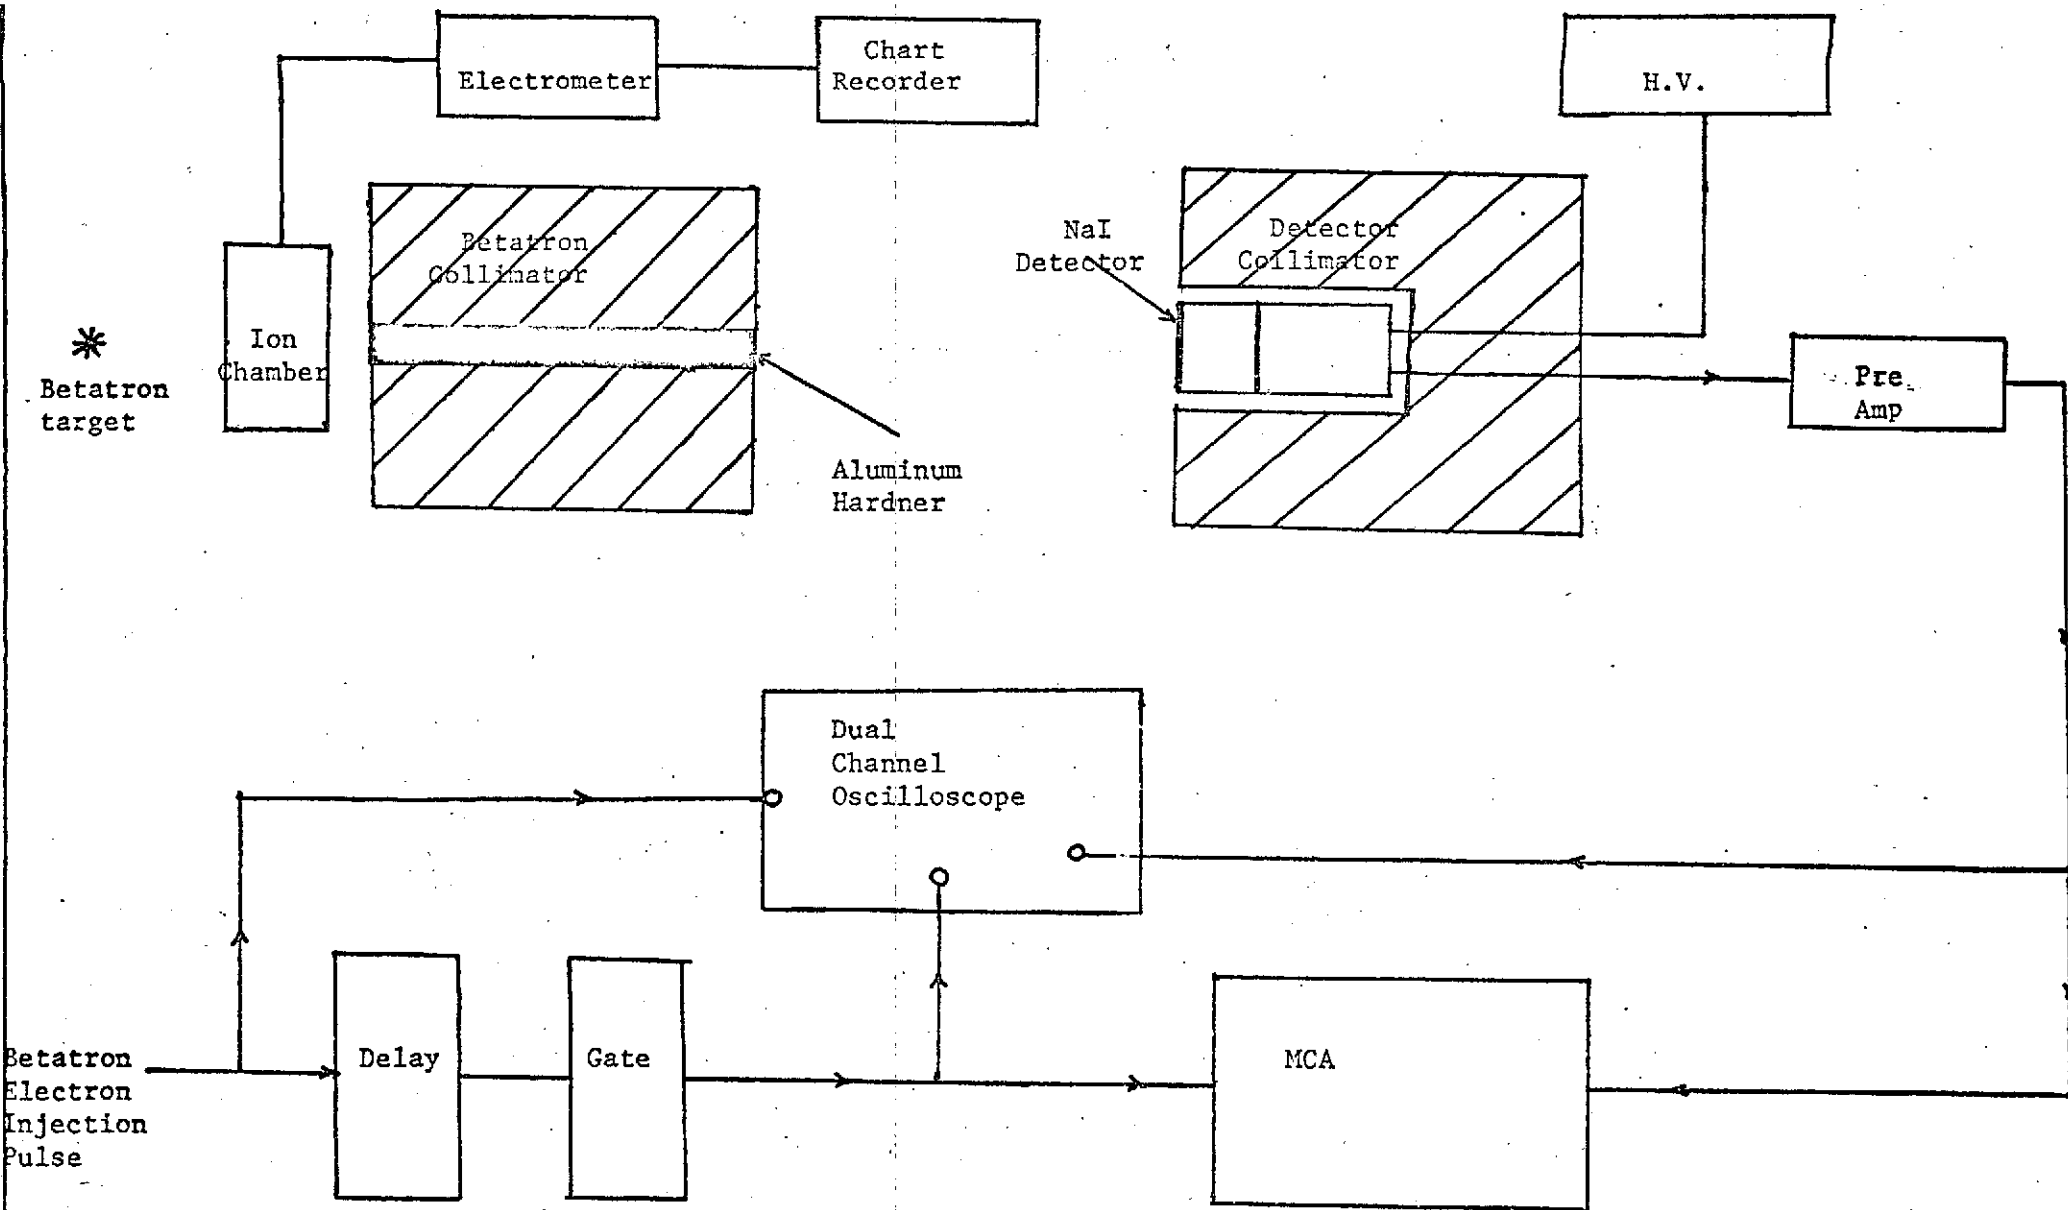 Electrometer
Chart
Recorder
H.V.
Betatron
Collimator
NaI
Detector
Detector
Collimator
Ion
Chamber
Betatron
target
Pre
Amp
Aluminum
Hardner
Dual
Channel
Oscilloscope
Betatron
Electron
Injection
Pulse
Delay
Gate
MCA